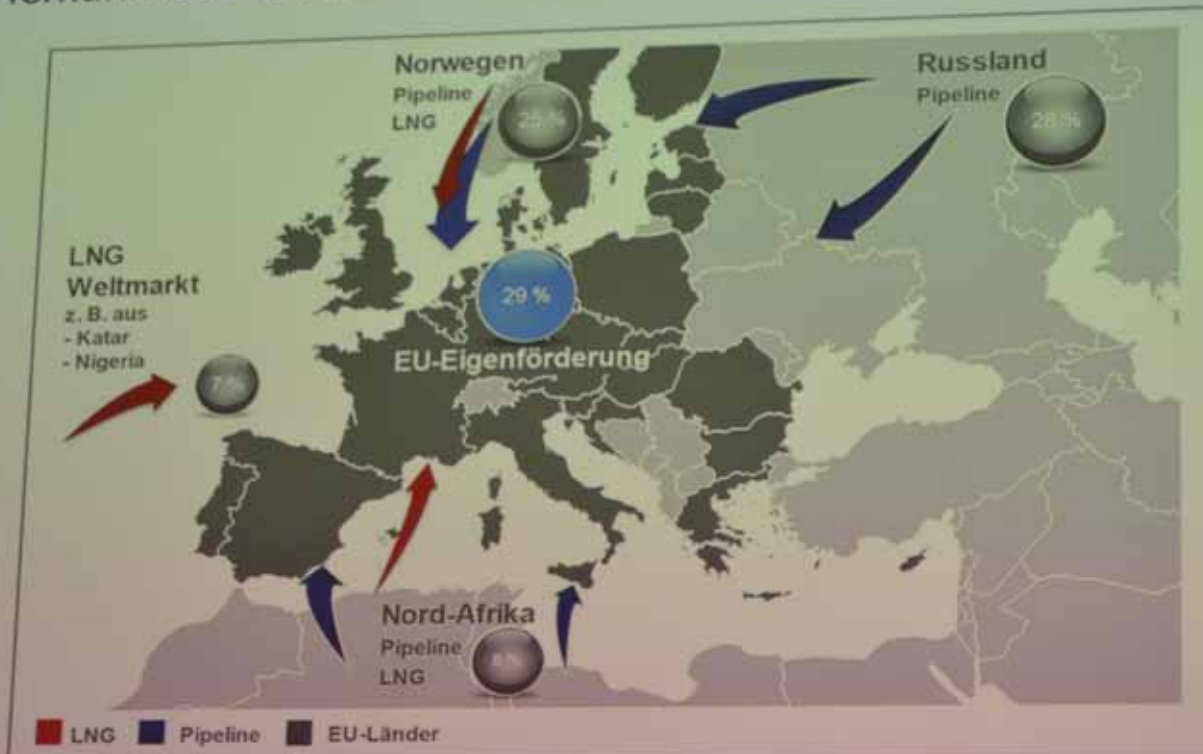 Norwegen
Pipeline
LNG
25 %
Russland
Pipeline
28 %
LNG
Weltmarkt
z. B. aus
- Katar
- Nigeria
7 %
29 %
EU-Eigenförderung
Nord-Afrika
Pipeline
LNG
LNG
Pipeline
EU-Länder